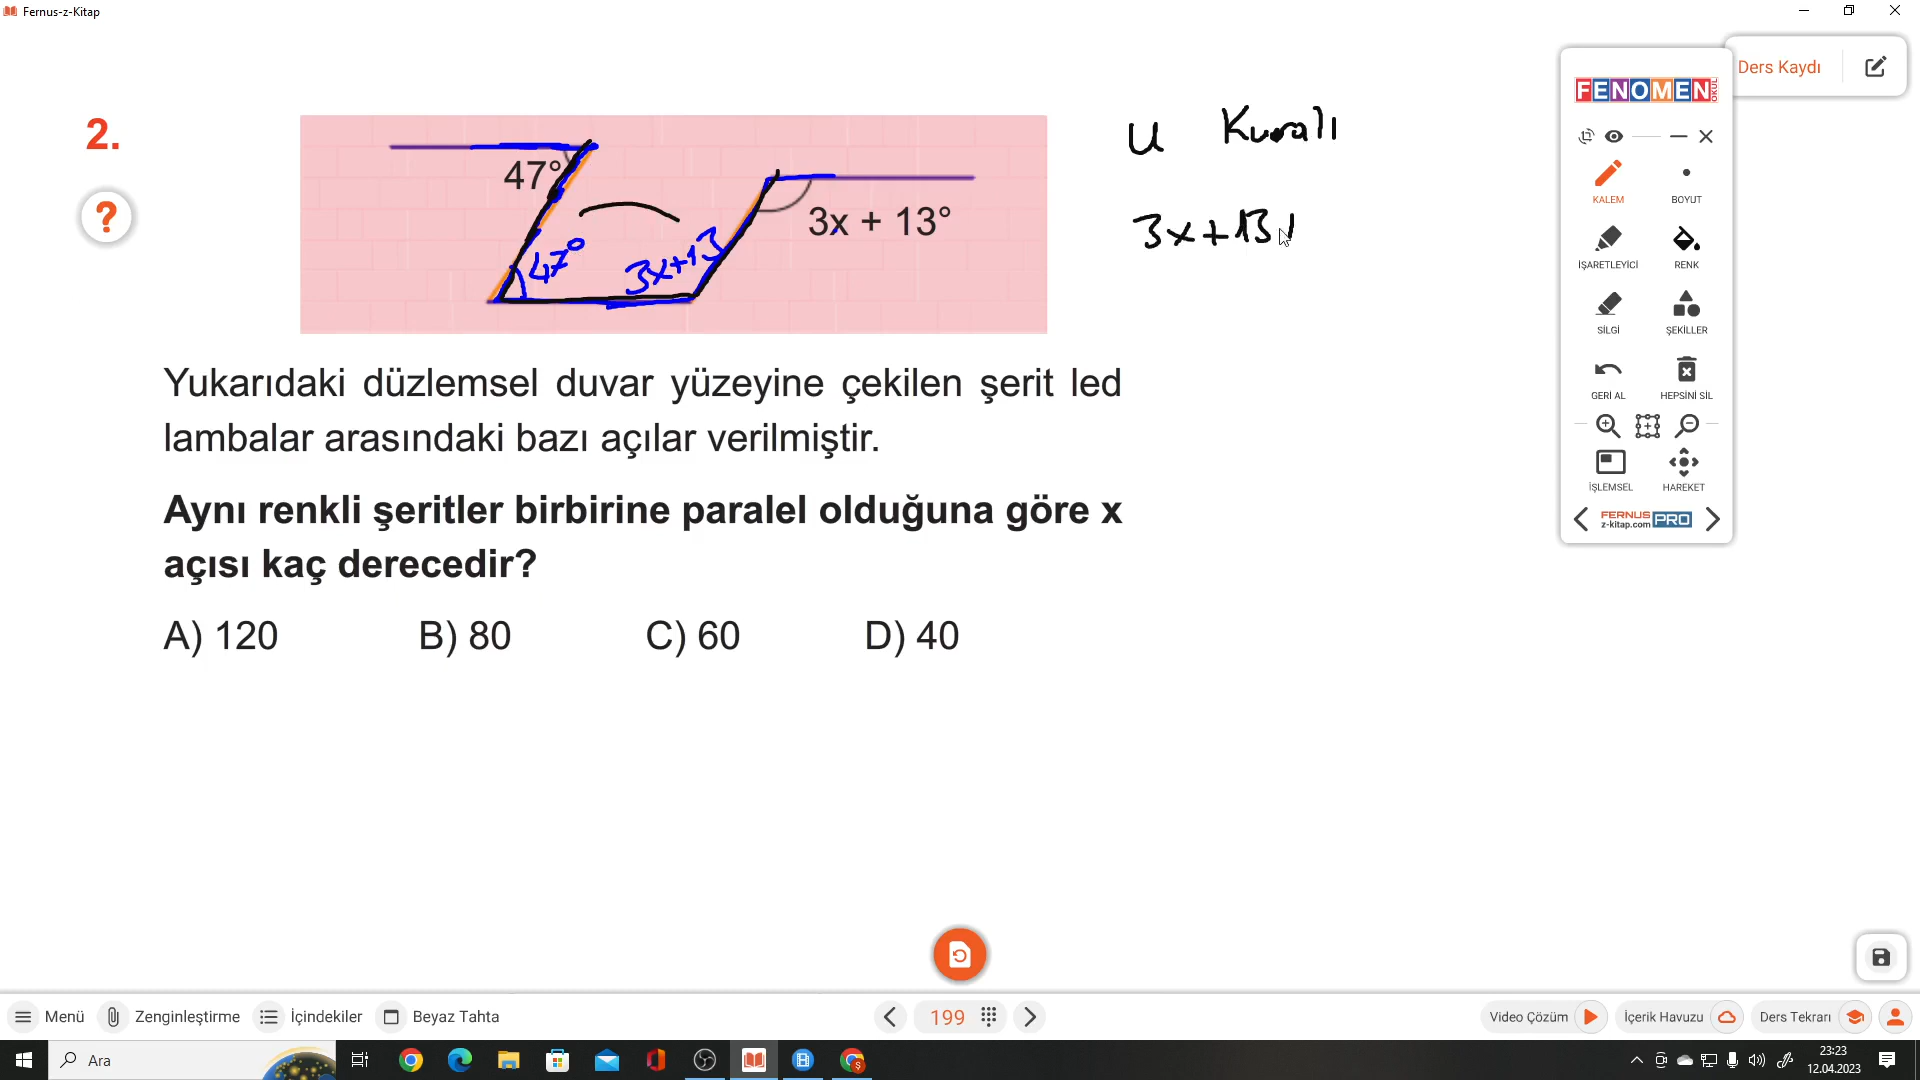 Fernus-z-Kitap
Ders Kaydı
FENOMEN OKUL
2.
47°
3x + 13°
47°
3x+13
U Kuralı
3x+13
KALEM
BOYUT
İŞARETLEYİCİ
RENK
SİLGİ
ŞEKİLLER
GERİ AL
HEPSİNİ SİL
İŞLEMSEL
HAREKET
FERNUS
z-kitap.com PRO
?
Yukarıdaki düzlemsel duvar yüzeyine çekilen şerit led
lambalar arasındaki bazı açılar verilmiştir.
Aynı renkli şeritler birbirine paralel olduğuna göre x
açısı kaç derecedir?
A) 120 B) 80 C) 60 D) 40
Menü Zenginleştirme İçindekiler Beyaz Tahta 199 Video Çözüm İçerik Havuzu Ders Tekrarı
Ara
23:23
12.04.2023